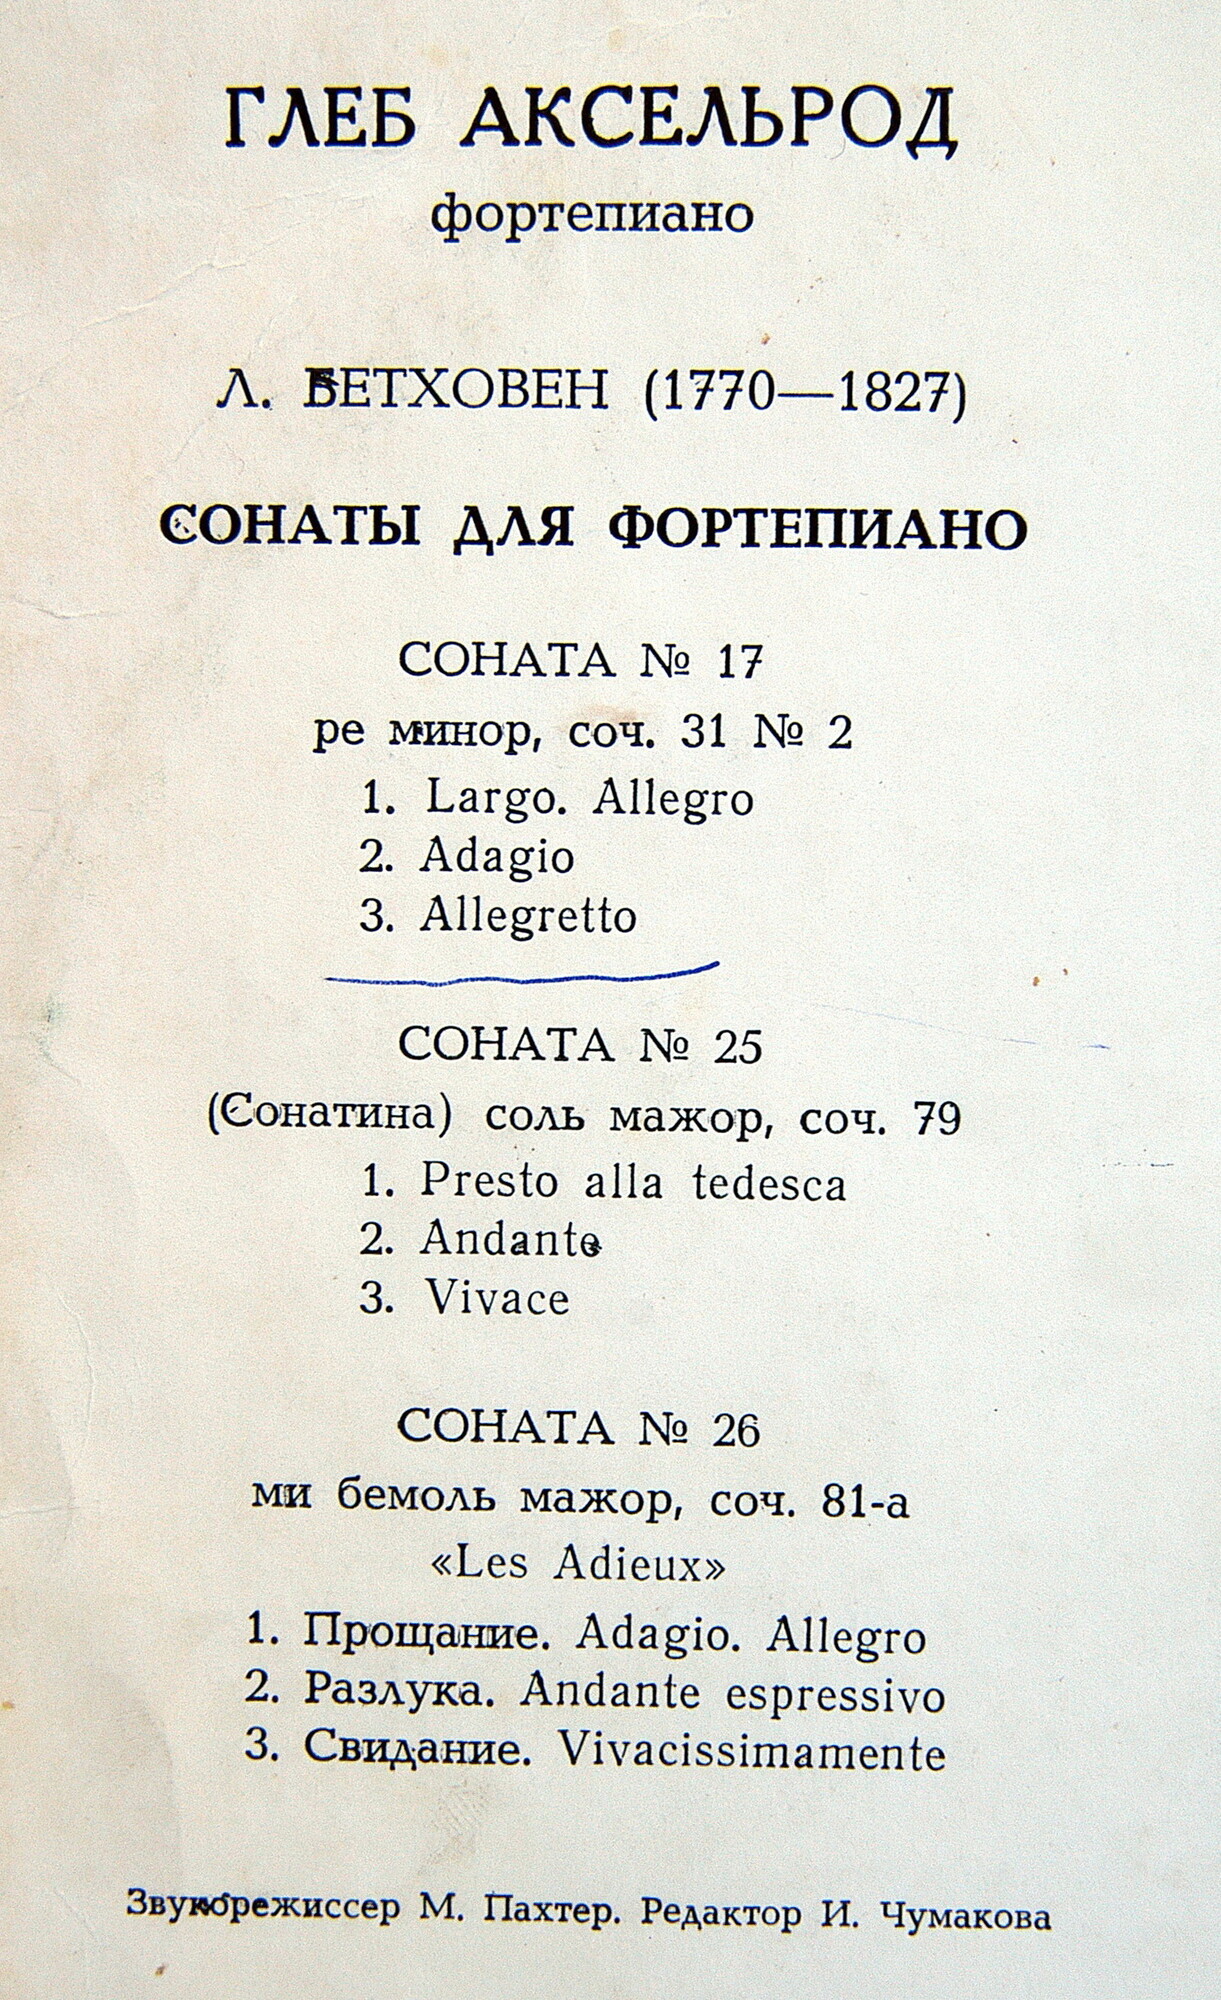 ГЛЕБ АКСЕЛЬРОД
фортепиано
Л. БЕТХОВЕН (1770—1827)
СОНАТЫ ДЛЯ ФОРТЕПИАНО
СОНАТА № 17
ре минор, соч. 31 № 2
1. Largo. Allegro
2. Adagio
3. Allegretto
СОНАТА № 25
(Сонатина) соль мажор, соч. 79
1. Presto alla tedesca
2. Andante
3. Vivace
СОНАТА № 26
ми бемоль мажор, соч. 81-а
«Les Adieux»
1. Прощание. Adagio. Allegro
2. Разлука. Andante espressivo
3. Свидание. Vivacissimamente
Звукорежиссер М. Пахтер. Редактор И. Чумакова